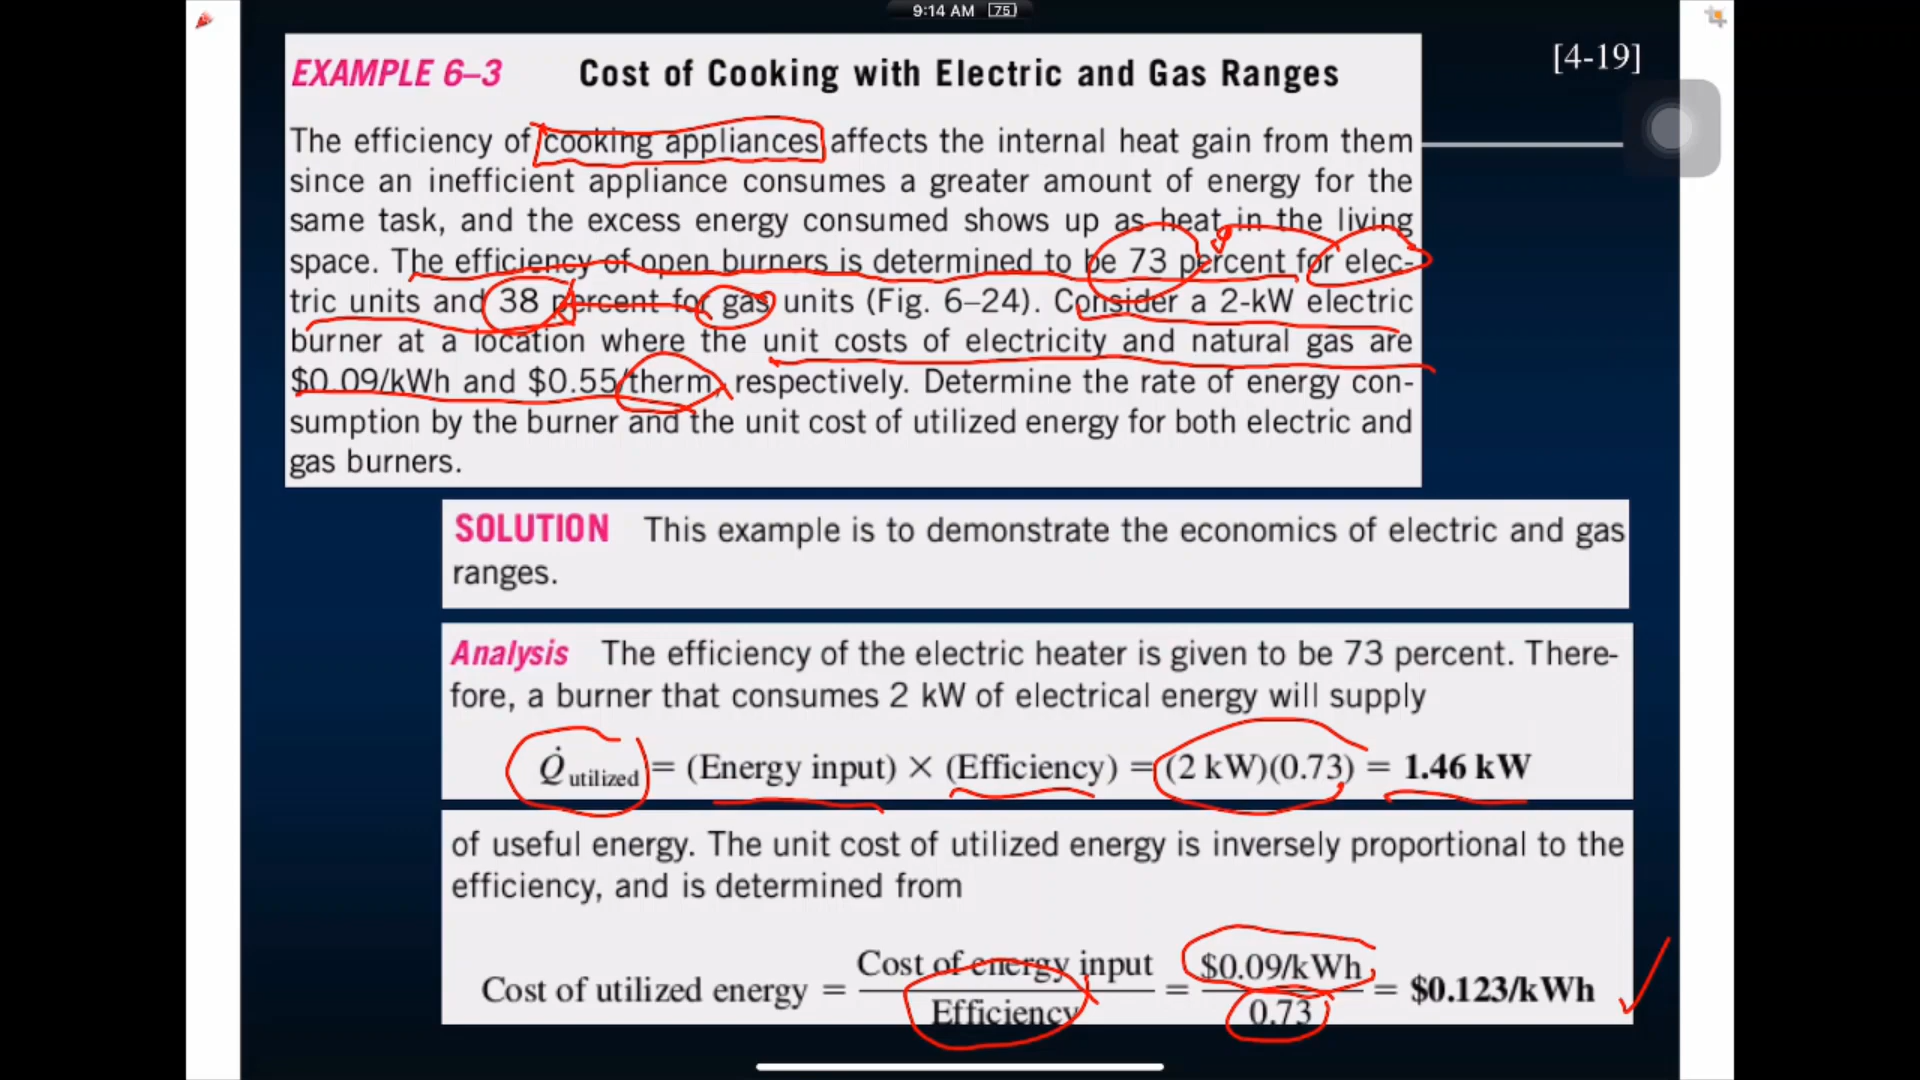 9:14 AM 75
[4-19]
EXAMPLE 6–3 Cost of Cooking with Electric and Gas Ranges
The efficiency of cooking appliances affects the internal heat gain from them
since an inefficient appliance consumes a greater amount of energy for the
same task, and the excess energy consumed shows up as heat in the living
space. The efficiency of open burners is determined to be 73 percent for elec-
tric units and 38 percent for gas units (Fig. 6–24). Consider a 2-kW electric
burner at a location where the unit costs of electricity and natural gas are
$0.09/kWh and $0.55/therm, respectively. Determine the rate of energy con-
sumption by the burner and the unit cost of utilized energy for both electric and
gas burners.
SOLUTION This example is to demonstrate the economics of electric and gas
ranges.
Analysis The efficiency of the electric heater is given to be 73 percent. There-
fore, a burner that consumes 2 kW of electrical energy will supply
Q̇ utilized = (Energy input) × (Efficiency) = (2 kW)(0.73) = 1.46 kW
of useful energy. The unit cost of utilized energy is inversely proportional to the
efficiency, and is determined from
Cost of utilized energy = Cost of energy input / Efficiency = $0.09/kWh / 0.73 = $0.123/kWh